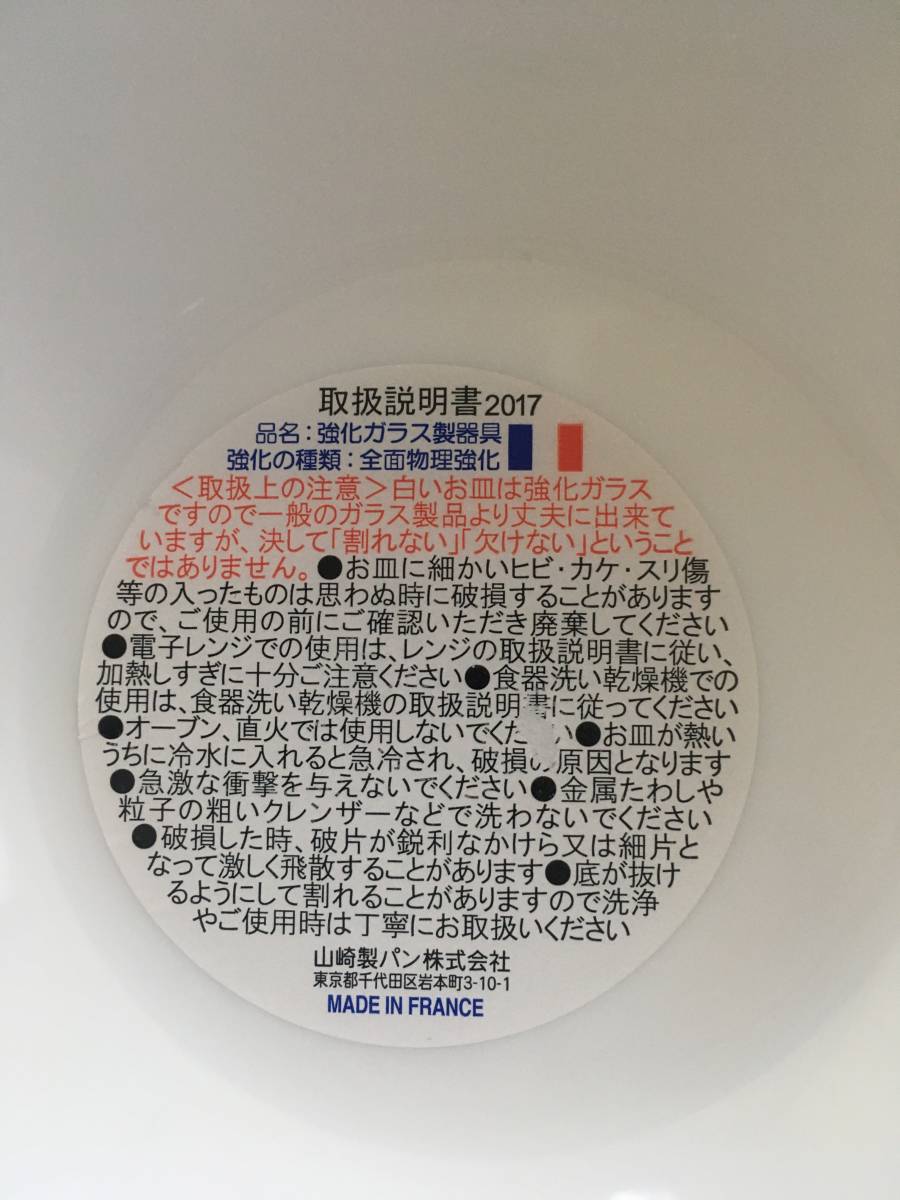 取扱説明書2017
品名：強化ガラス製器具
強化の種類：全面物理強化
＜取扱上の注意＞白いお皿は強化ガラス
ですので一般のガラス製品より丈夫に出来て
いますが、決して「割れない」「欠けない」ということ
ではありません。●お皿に細かいヒビ・カケ・スリ傷
等の入ったものは思わぬ時に破損することがあります
ので、ご使用の前にご確認いただき廃棄してください
●電子レンジでの使用は、レンジの取扱説明書に従い、
加熱しすぎに十分ご注意ください●食器洗い乾燥機での
使用は、食器洗い乾燥機の取扱説明書に従ってください
●オーブン、直火では使用しないでください●お皿が熱い
うちに冷水に入れると急冷され、破損の原因となります
●急激な衝撃を与えないでください●金属たわしや
粒子の粗いクレンザーなどで洗わないでください
●破損した時、破片が鋭利なかけら又は細片と
なって激しく飛散することがあります●底が抜け
るようにして割れることがありますので洗浄
やご使用時は丁寧にお取扱いください
山崎製パン株式会社
東京都千代田区岩本町3-10-1
MADE IN FRANCE